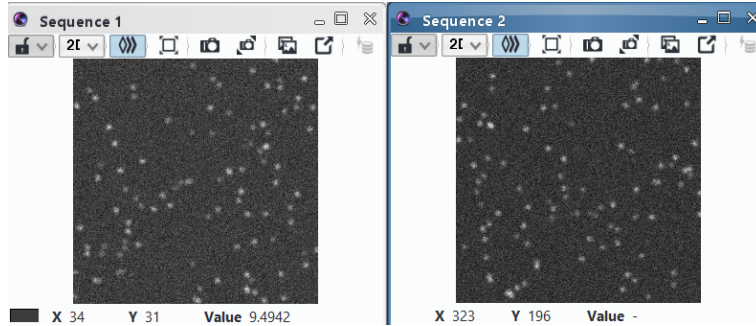 Sequence 1
2D
X 34 Y 31 Value 9.4942
Sequence 2
2D
X 323 Y 196 Value -